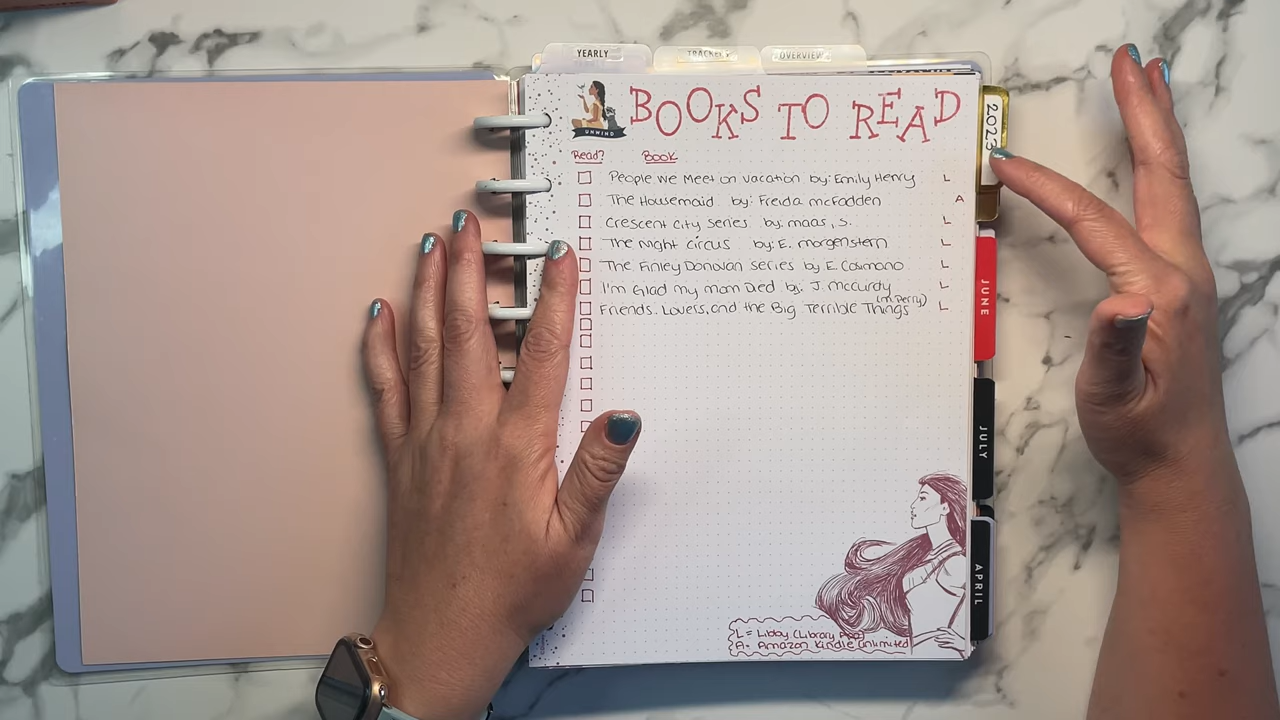 YEARLY
TRACKERS
OVERVIEW
UNWIND
BOOKS TO READ
2023
Read? Book
People We Meet on Vacation by: Emily Henry L
The Housemaid by: Freida McFadden A
Crescent City Series by: Maas, S. L
The Night Circus by: E. Morgenstern L
The Finley Donovan Series by E. Cosimano L
I'm Glad my mom Died by: J. McCurdy L
(M. Perry)
Friends. Lovers, and the Big Terrible Things L
JUNE
JULY
APRIL
L = Libby (Library App)
A = Amazon Kindle Unlimited